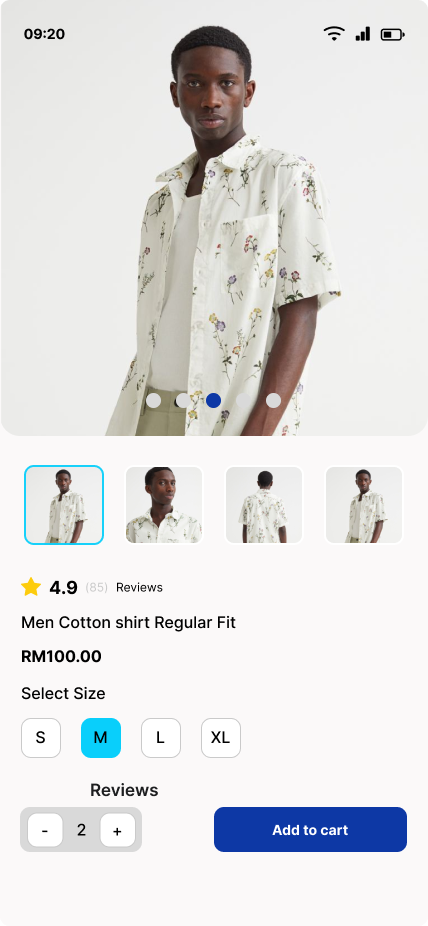 09:20
4.9 (85) Reviews
Men Cotton shirt Regular Fit
RM100.00
Select Size
S M L XL
Reviews
- 2 + Add to cart